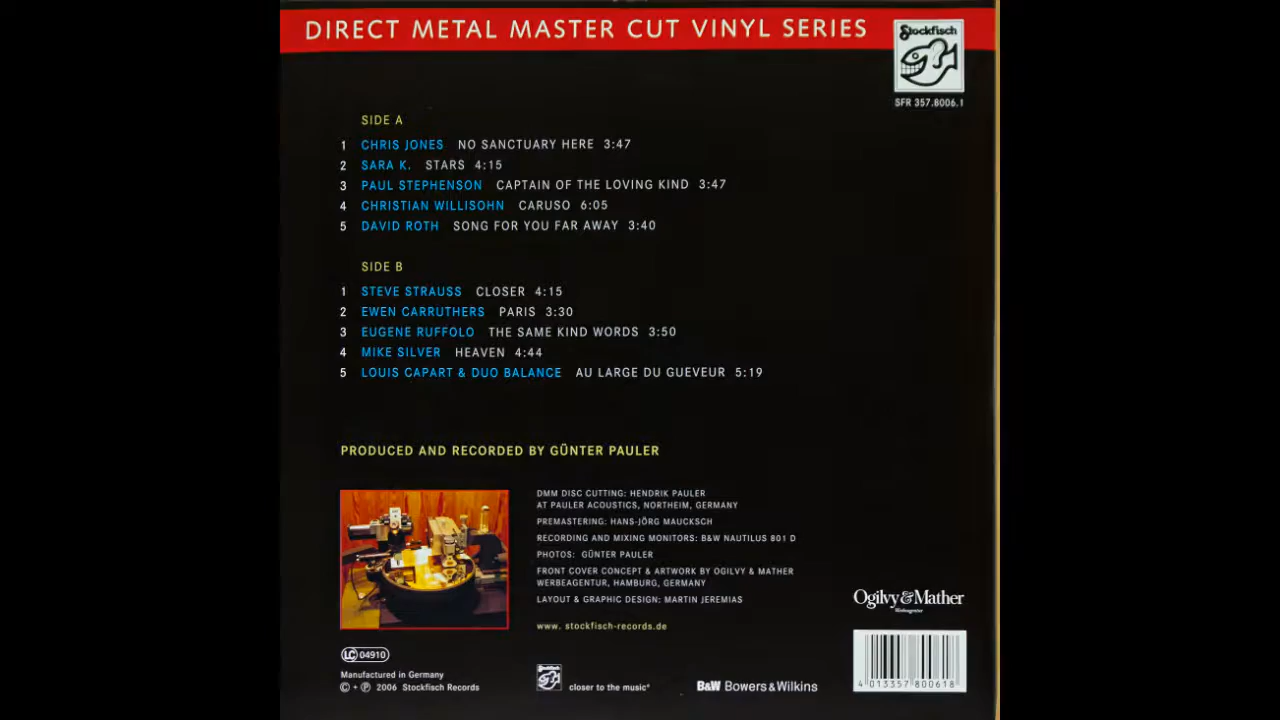 DIRECT METAL MASTER CUT VINYL SERIES
Stockfisch
SFR 357.8006.1
SIDE A
1 CHRIS JONES NO SANCTUARY HERE 3:47
2 SARA K. STARS 4:15
3 PAUL STEPHENSON CAPTAIN OF THE LOVING KIND 3:47
4 CHRISTIAN WILLISOHN CARUSO 6:05
5 DAVID ROTH SONG FOR YOU FAR AWAY 3:40
SIDE B
1 STEVE STRAUSS CLOSER 4:15
2 EWEN CARRUTHERS PARIS 3:30
3 EUGENE RUFFOLO THE SAME KIND WORDS 3:50
4 MIKE SILVER HEAVEN 4:44
5 LOUIS CAPART & DUO BALANCE AU LARGE DU GUEVEUR 5:19
PRODUCED AND RECORDED BY GÜNTER PAULER
DMM DISC CUTTING: HENDRIK PAULER
AT PAULER ACOUSTICS, NORTHEIM, GERMANY
PREMASTERING: HANS-JÖRG MAUCKSCH
RECORDING AND MIXING MONITORS: B&W NAUTILUS 801 D
PHOTOS: GÜNTER PAULER
FRONT COVER CONCEPT & ARTWORK BY OGILVY & MATHER
WERBEAGENTUR, HAMBURG, GERMANY
LAYOUT & GRAPHIC DESIGN: MARTIN JEREMIAS
www. stockfisch-records.de
Ogilvy & Mather
Werbeagentur
LC 04910
Manufactured in Germany
© + ℗ 2006 Stockfisch Records
Stockfisch
closer to the music®
B&W Bowers & Wilkins
4 013357 800618